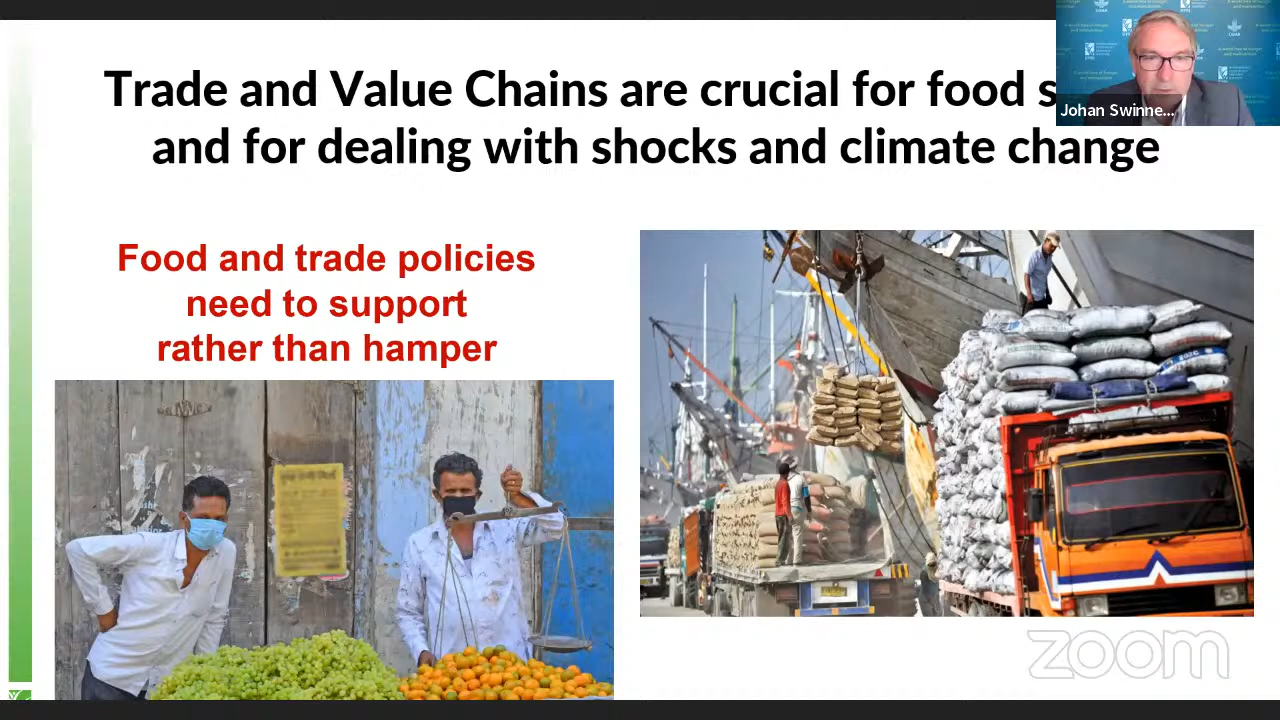 Trade and Value Chains are crucial for food s
and for dealing with shocks and climate change
Johan Swinne...
Food and trade policies
need to support
rather than hamper
zoom